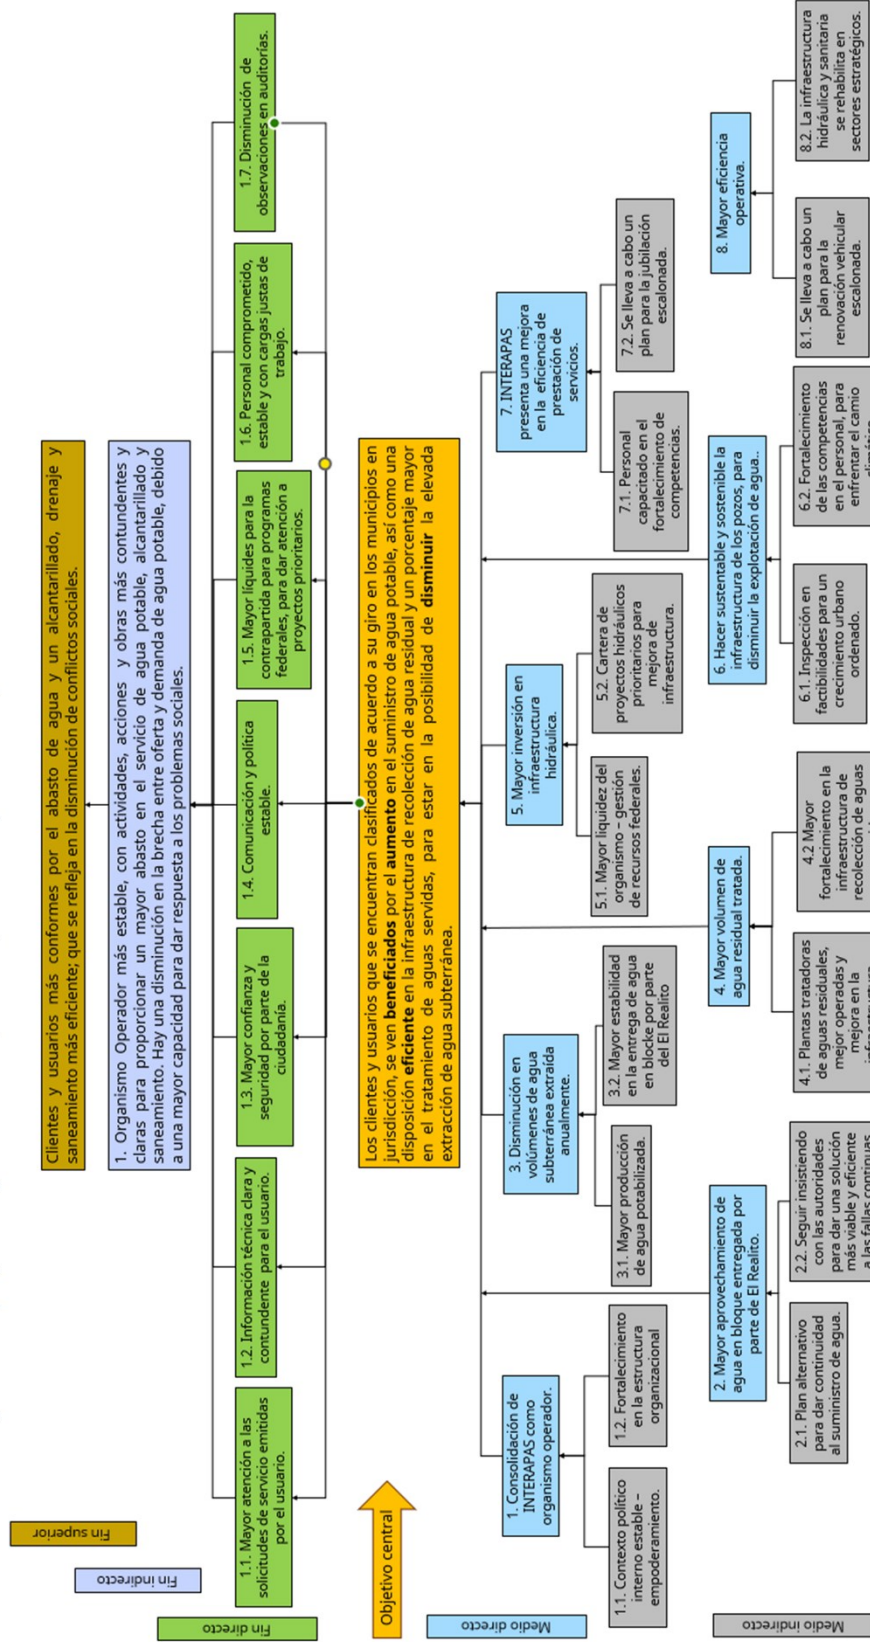 Fin superior
Clientes y usuarios más conformes por el abasto de agua y un alcantarillado, drenaje y
saneamiento más eficiente; que se refleja en la disminución de conflictos sociales.
Fin indirecto
1. Organismo Operador más estable, con actividades, acciones y obras más contundentes y
claras para proporcionar un mayor abasto en el servicio de agua potable, alcantarillado y
saneamiento. Hay una disminución en la brecha entre oferta y demanda de agua potable, debido
a una mayor capacidad para dar respuesta a los problemas sociales.
Fin directo
1.1. Mayor atención a las
solicitudes de servicio emitidas
por el usuario.
1.2. Información técnica clara y
contundente para el usuario.
1.3. Mayor confianza y
seguridad por parte de la
ciudadanía.
1.4. Comunicación y política
estable.
1.5. Mayor líquides para la
contrapartida para programas
federales, para dar atención a
proyectos prioritarios.
1.6. Personal comprometido,
estable y con cargas justas de
trabajo.
1.7. Disminución de
observaciones en auditorías.
Objetivo central
Los clientes y usuarios que se encuentran clasificados de acuerdo a su giro en los municipios en
jurisdicción, se ven beneficiados por el aumento en el suministro de agua potable, así como una
disposición eficiente en la infraestructura de recolección de agua residual y un porcentaje mayor
en el tratamiento de aguas servidas, para estar en la posibilidad de disminuir la elevada
extracción de agua subterránea.
Medio directo
1. Consolidación de
INTERAPAS como
organismo operador.
3. Disminución en
volúmenes de agua
subterránea extraída
anualmente.
5. Mayor inversión en
infraestructura
hidráulica.
7. INTERAPAS
presenta una mejora
en la eficiencia de
prestación de
servicios.
1.1. Contexto político
interno estable –
empoderamiento.
1.2. Fortalecimiento
en la estructura
organizacional
3.1. Mayor producción
de agua potabilizada.
3.2. Mayor estabilidad
en la entrega de agua
en blocke por parte
del El Realito
5.1. Mayor liquidez del
organismo – gestión
de recursos federales.
5.2. Cartera de
proyectos hidráulicos
prioritarios para
mejora de
infraestructura.
7.1. Personal
capacitado en el
fortalecimiento de
competencias.
7.2. Se lleva a cabo un
plan para la jubilación
escalonada.
2. Mayor aprovechamiento de
agua en bloque entregada por
parte de El Realito.
4. Mayor volumen de
agua residual tratada.
6. Hacer sustentable y sostenible la
infraestructura de los pozos, para
disminuir la explotación de agua..
8. Mayor eficiencia
operativa.
Medio indirecto
2.1. Plan alternativo
para dar continuidad
al suministro de agua.
2.2. Seguir insistiendo
con las autoridades
para dar una solución
más viable y eficiente
a las fallas continuas
4.1. Plantas tratadoras
de aguas residuales,
mejor operadas y
mejora en la
4.2 Mayor
fortalecimiento en la
infraestructura de
recolección de aguas
6.1. Inspección en
factibilidades para un
crecimiento urbano
ordenado.
6.2. Fortalecimiento
de las competencias
en el personal, para
enfrentar el camio
8.1. Se lleva a cabo un
plan para la
renovación vehicular
escalonada.
8.2. La infraestructura
hidráulica y sanitaria
se rehabilita en
sectores estratégicos.